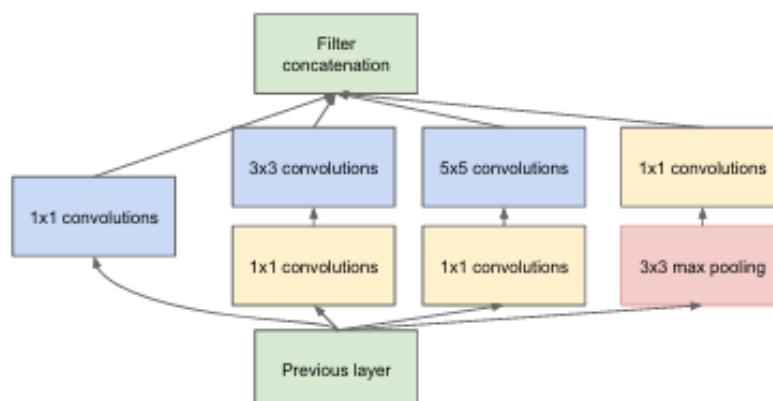 Filter
concatenation
3x3 convolutions
5x5 convolutions
1x1 convolutions
1x1 convolutions
1x1 convolutions
1x1 convolutions
3x3 max pooling
Previous layer